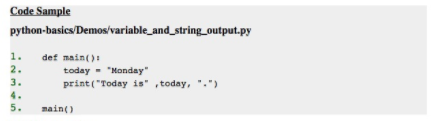 Code Sample
python-basics/Demos/variable_and_string_output.py
1. def main():
2. today = "Monday"
3. print("Today is" ,today, ".")
4.
5. main()